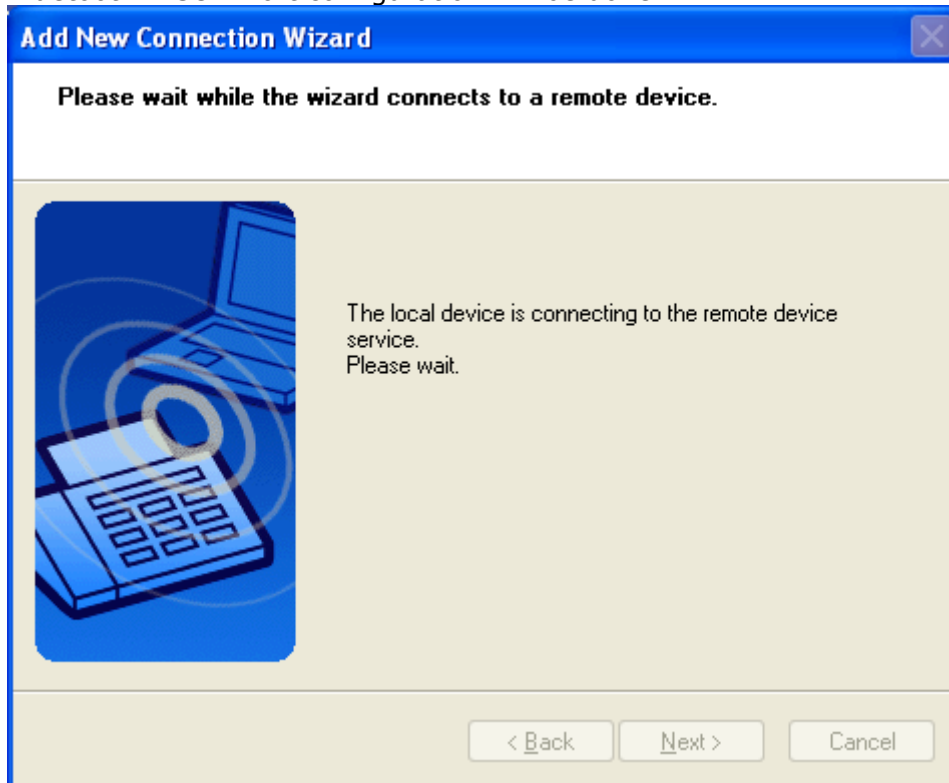 Add New Connection Wizard
Please wait while the wizard connects to a remote device.
The local device is connecting to the remote device
service.
Please wait.
< Back
Next >
Cancel